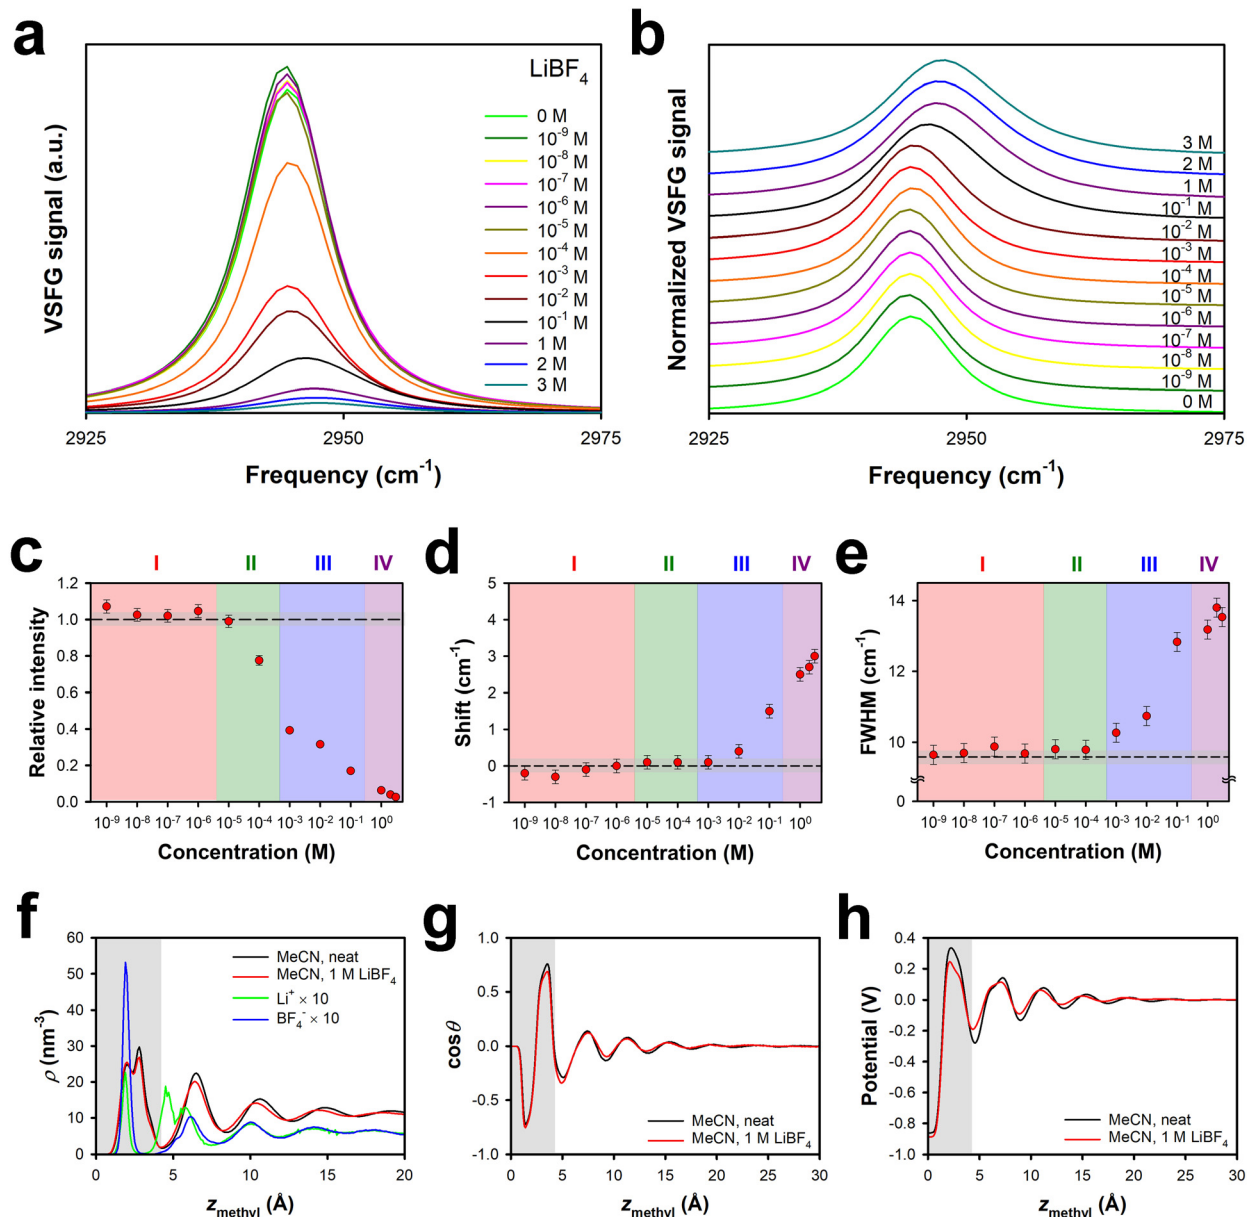 a
VSFG signal (a.u.)
LiBF4
0 M
10-9 M
10-8 M
10-7 M
10-6 M
10-5 M
10-4 M
10-3 M
10-2 M
10-1 M
1 M
2 M
3 M
2925 2950 2975
Frequency (cm-1)
b
Normalized VSFG signal
3 M
2 M
1 M
10-1 M
10-2 M
10-3 M
10-4 M
10-5 M
10-6 M
10-7 M
10-8 M
10-9 M
0 M
2925 2950 2975
Frequency (cm-1)
c
I II III IV
Relative intensity
1.2
1.0
0.8
0.6
0.4
0.2
0.0
10-9 10-8 10-7 10-6 10-5 10-4 10-3 10-2 10-1 100
Concentration (M)
d
I II III IV
Shift (cm-1)
5
4
3
2
1
0
-1
10-9 10-8 10-7 10-6 10-5 10-4 10-3 10-2 10-1 100
Concentration (M)
e
I II III IV
FWHM (cm-1)
14
12
10
0
10-9 10-8 10-7 10-6 10-5 10-4 10-3 10-2 10-1 100
Concentration (M)
f
ρ (nm-3)
60
50
40
30
20
10
0
MeCN, neat
MeCN, 1 M LiBF4
Li+ × 10
BF4- × 10
0 5 10 15 20
zmethyl (Å)
g
cosθ
1.0
0.5
0.0
-0.5
-1.0
MeCN, neat
MeCN, 1 M LiBF4
0 5 10 15 20 25 30
zmethyl (Å)
h
Potential (V)
0.4
0.2
0.0
-0.2
-0.4
-0.6
-0.8
-1.0
MeCN, neat
MeCN, 1 M LiBF4
0 5 10 15 20 25 30
zmethyl (Å)